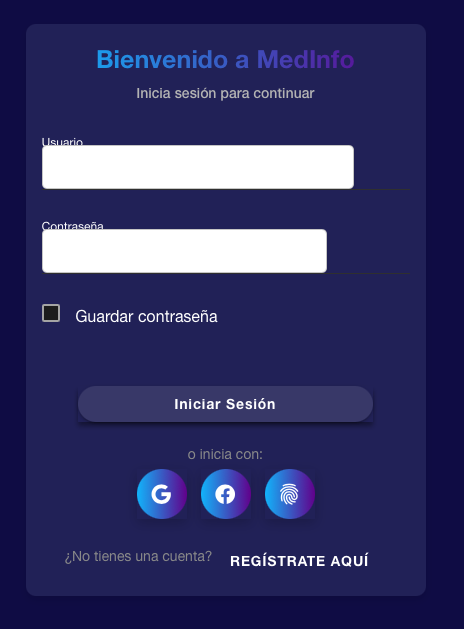 Bienvenido a MedInfo
Inicia sesión para continuar
Usuario
Contraseña
Guardar contraseña
Iniciar Sesión
o inicia con:
¿No tienes una cuenta? REGÍSTRATE AQUÍ